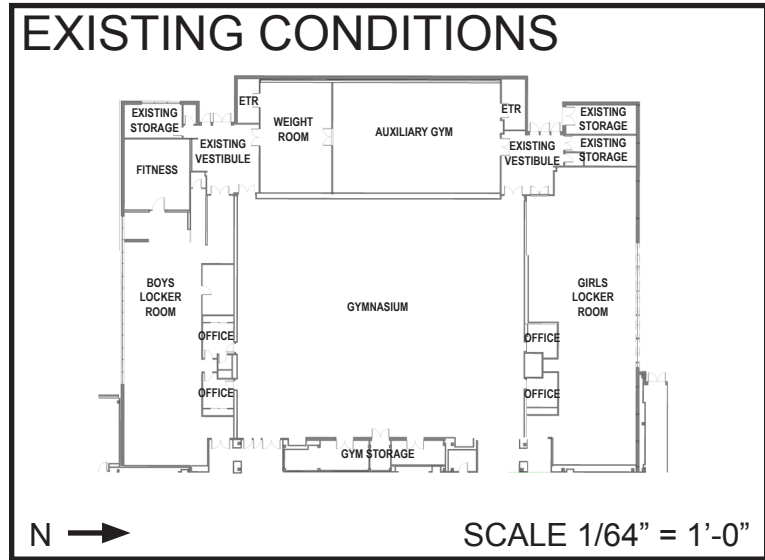 EXISTING CONDITIONS
ETR
WEIGHT
ROOM
AUXILIARY GYM
ETR
EXISTING
STORAGE
EXISTING
STORAGE
EXISTING
VESTIBULE
EXISTING
VESTIBULE
EXISTING
STORAGE
FITNESS
BOYS
LOCKER
ROOM
GYMNASIUM
GIRLS
LOCKER
ROOM
OFFICE
OFFICE
OFFICE
OFFICE
GYM STORAGE
N
SCALE 1/64” = 1’-0”